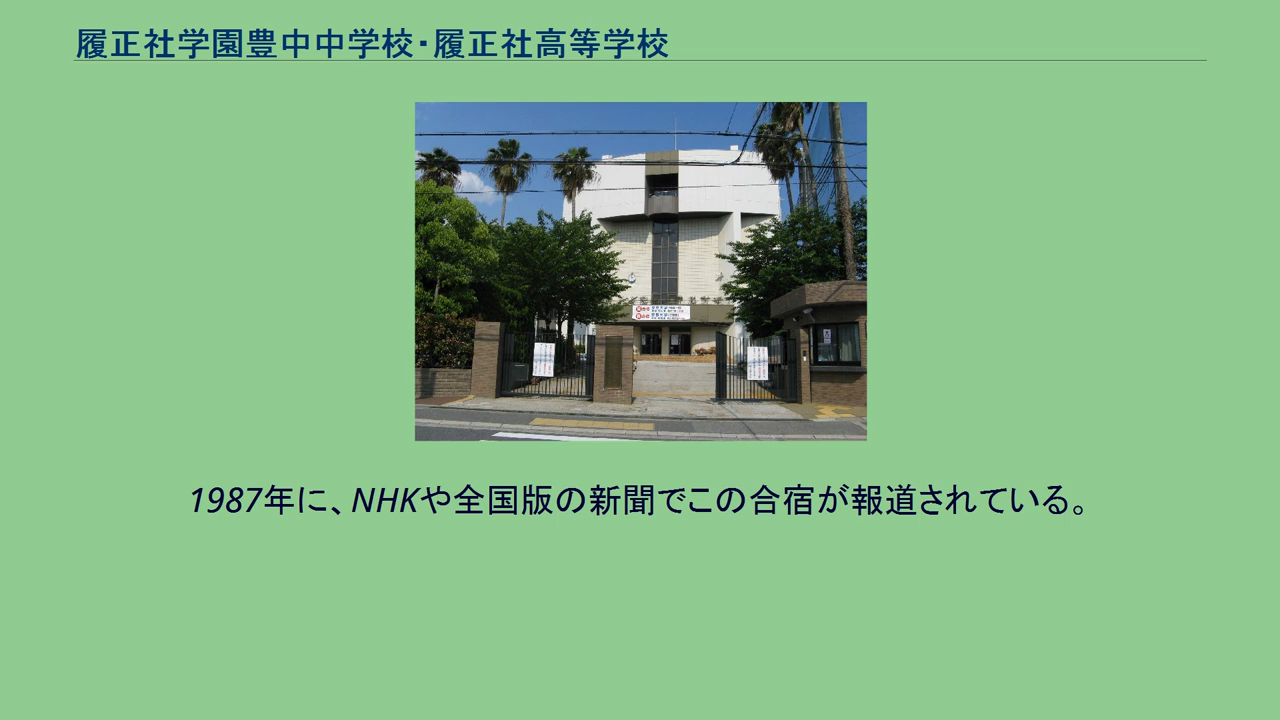 履正社学園豊中中学校・履正社高等学校
1987年に、NHKや全国版の新聞でこの合宿が報道されている。